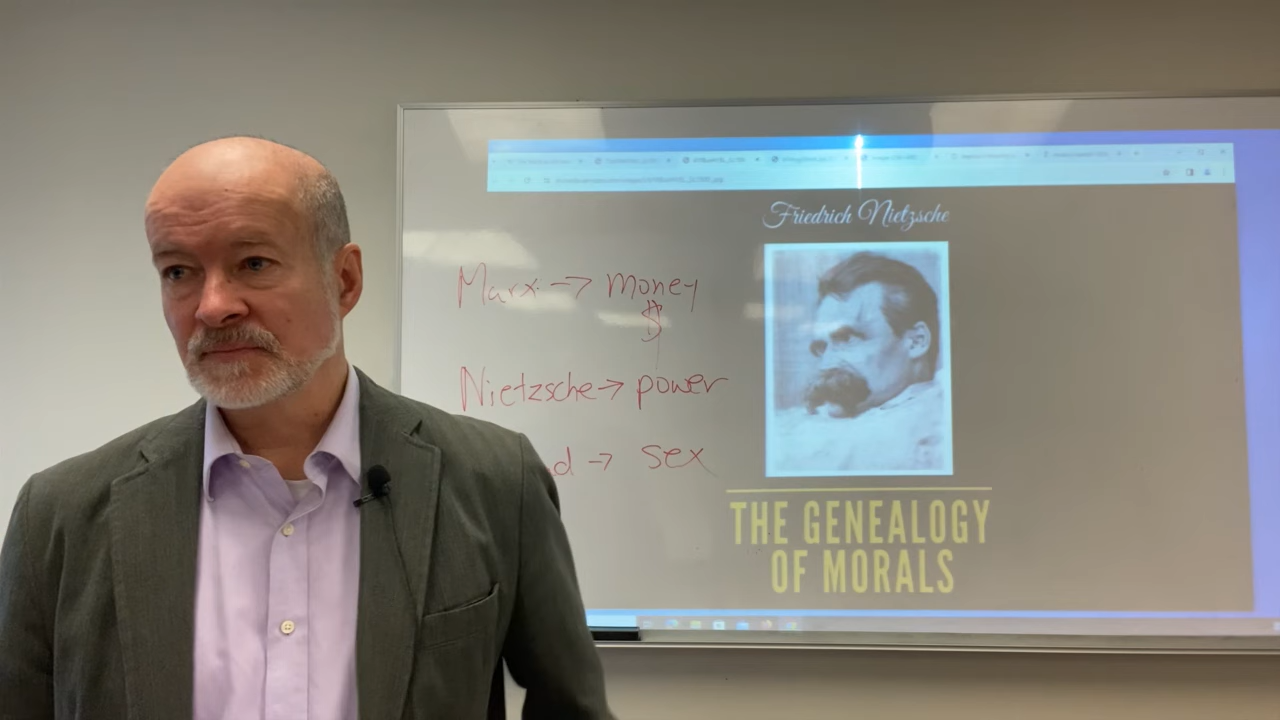 Friedrich Nietzsche
Marx -> money
$
Nietzsche -> power
d -> sex
THE GENEALOGY
OF MORALS